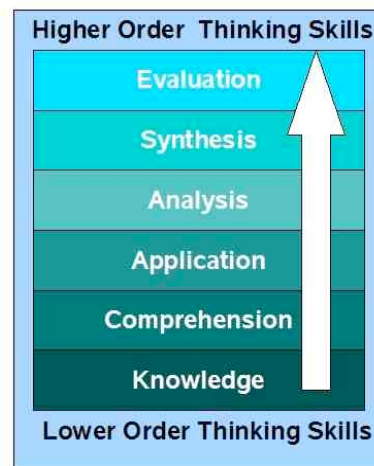 Higher Order Thinking Skills
Evaluation
Synthesis
Analysis
Application
Comprehension
Knowledge
Lower Order Thinking Skills